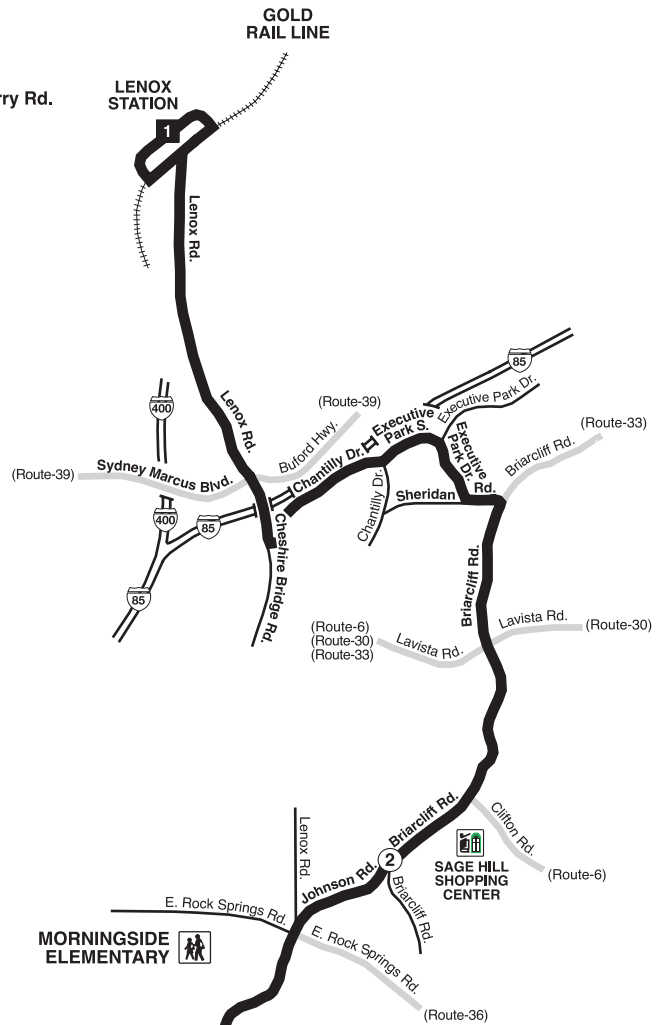 GOLD
RAIL LINE
rry Rd.
LENOX
STATION
1
Lenox Rd.
85
Executive Park Dr.
400
Lenox Rd.
(Route-39)
Buford Hwy.
Executive
Park S.
Executive
Park Dr.
(Route-33)
Briarcliff Rd.
(Route-39)
Sydney Marcus Blvd.
Chantilly Dr.
Chantilly Dr.
Sheridan Rd.
400
85
85
Cheshire Bridge Rd.
Briarcliff Rd.
(Route-6)
(Route-30)
(Route-33)
Lavista Rd.
Lavista Rd.
(Route-30)
Lenox Rd.
Johnson Rd.
2
Briarcliff Rd.
Briarcliff Rd.
Clifton Rd.
(Route-6)
SAGE HILL
SHOPPING
CENTER
E. Rock Springs Rd.
MORNINGSIDE
ELEMENTARY
E. Rock Springs Rd.
(Route-36)